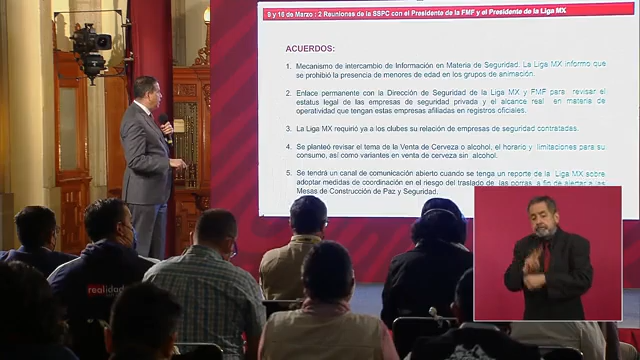 8 y 16 de Marzo : 2 Reuniones de la SSPC con el Presidente de la FMF y el Presidente de la Liga MX
ACUERDOS:
1. Mecanismo de intercambio de Información en Materia de Seguridad. La Liga MX informo que
se prohibió la presencia de menores de edad en los grupos de animación.
2. Enlace permanente con la Dirección de Seguridad de la Liga MX y FMF para revisar el
estatus legal de las empresas de seguridad privada y el alcance real en materia de
operatividad que tengan estas empresas afiliadas en registros oficiales.
3. La Liga MX requirió ya a los clubes su relación de empresas de seguridad contratadas.
4. Se planteó revisar el tema de la Venta de Cerveza o alcohol, el horario y limitaciones para su
consumo, así como variantes en venta de cerveza sin alcohol.
5. Se tendrá un canal de comunicación abierto cuando se tenga un reporte de la Liga MX sobre
adoptar medidas de coordinación en el riesgo del traslado de las porras a fin de alertar a las
Mesas de Construcción de Paz y Seguridad.
realidad